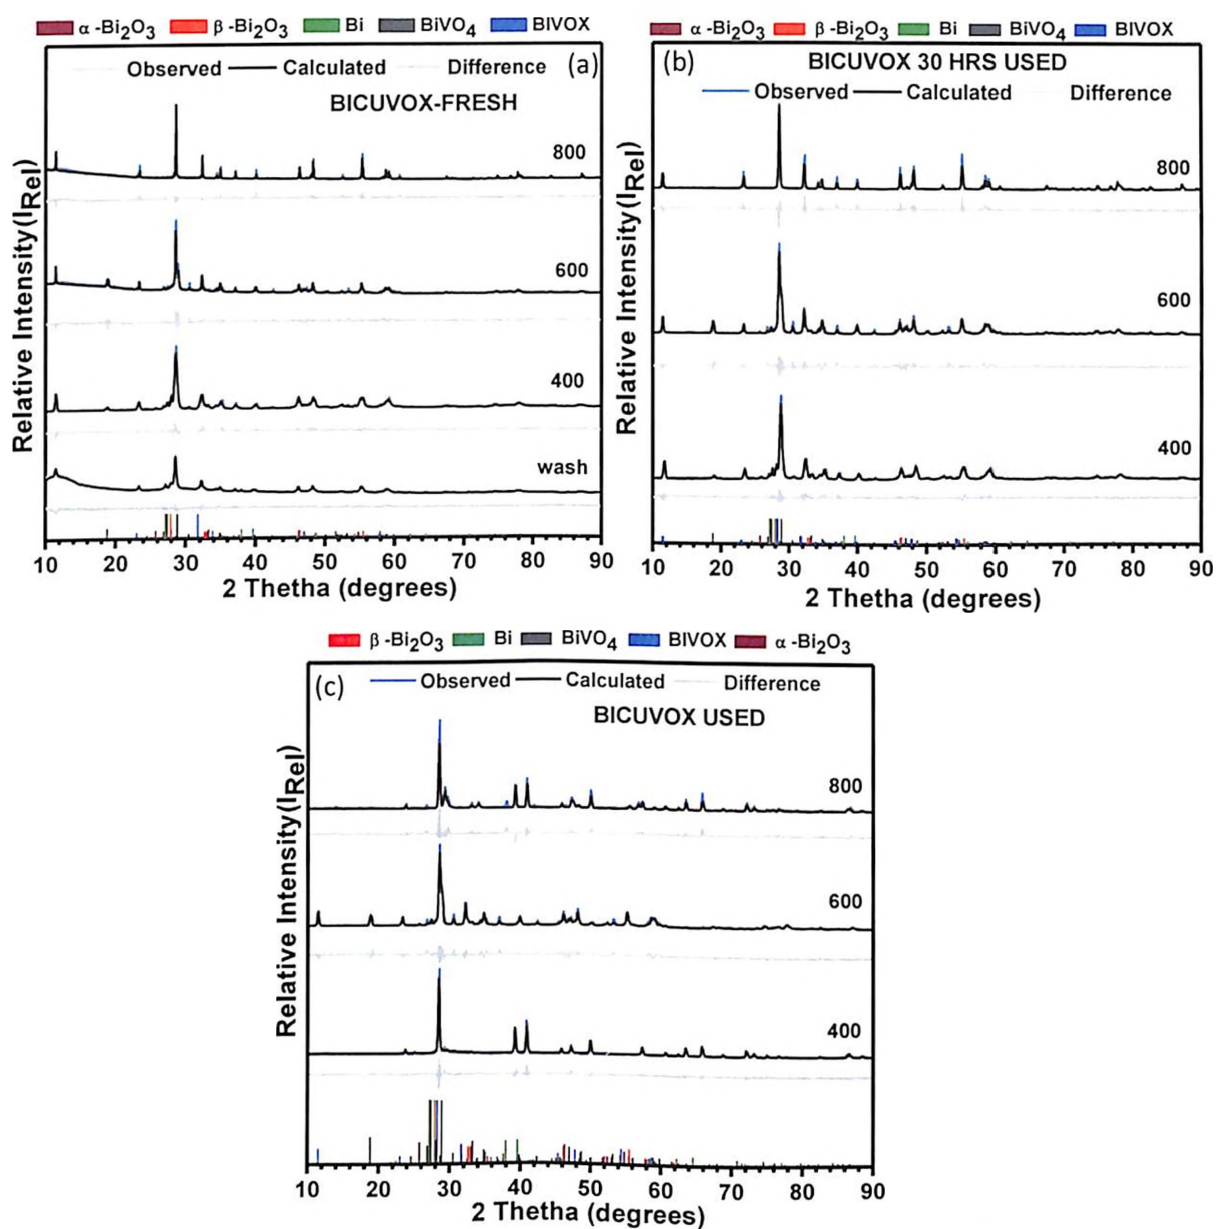 α -Bi₂O₃ β -Bi₂O₃ Bi BiVO₄ BIVOX
Observed Calculated Difference (a)
BICUVOX-FRESH
800
600
400
wash
Relative Intensity(I_Rel)
10 20 30 40 50 60 70 80 90
2 Thetha (degrees)
α -Bi₂O₃ β -Bi₂O₃ Bi BiVO₄ BIVOX
(b) BICUVOX 30 HRS USED
Observed Calculated Difference
800
600
400
Relative Intensity(I_Rel)
10 20 30 40 50 60 70 80 90
2 Thetha (degrees)
β -Bi₂O₃ Bi BiVO₄ BIVOX α -Bi₂O₃
(c) Observed Calculated Difference
BICUVOX USED
800
600
400
Relative Intensity(I_Rel)
10 20 30 40 50 60 70 80 90
2 Thetha (degrees)